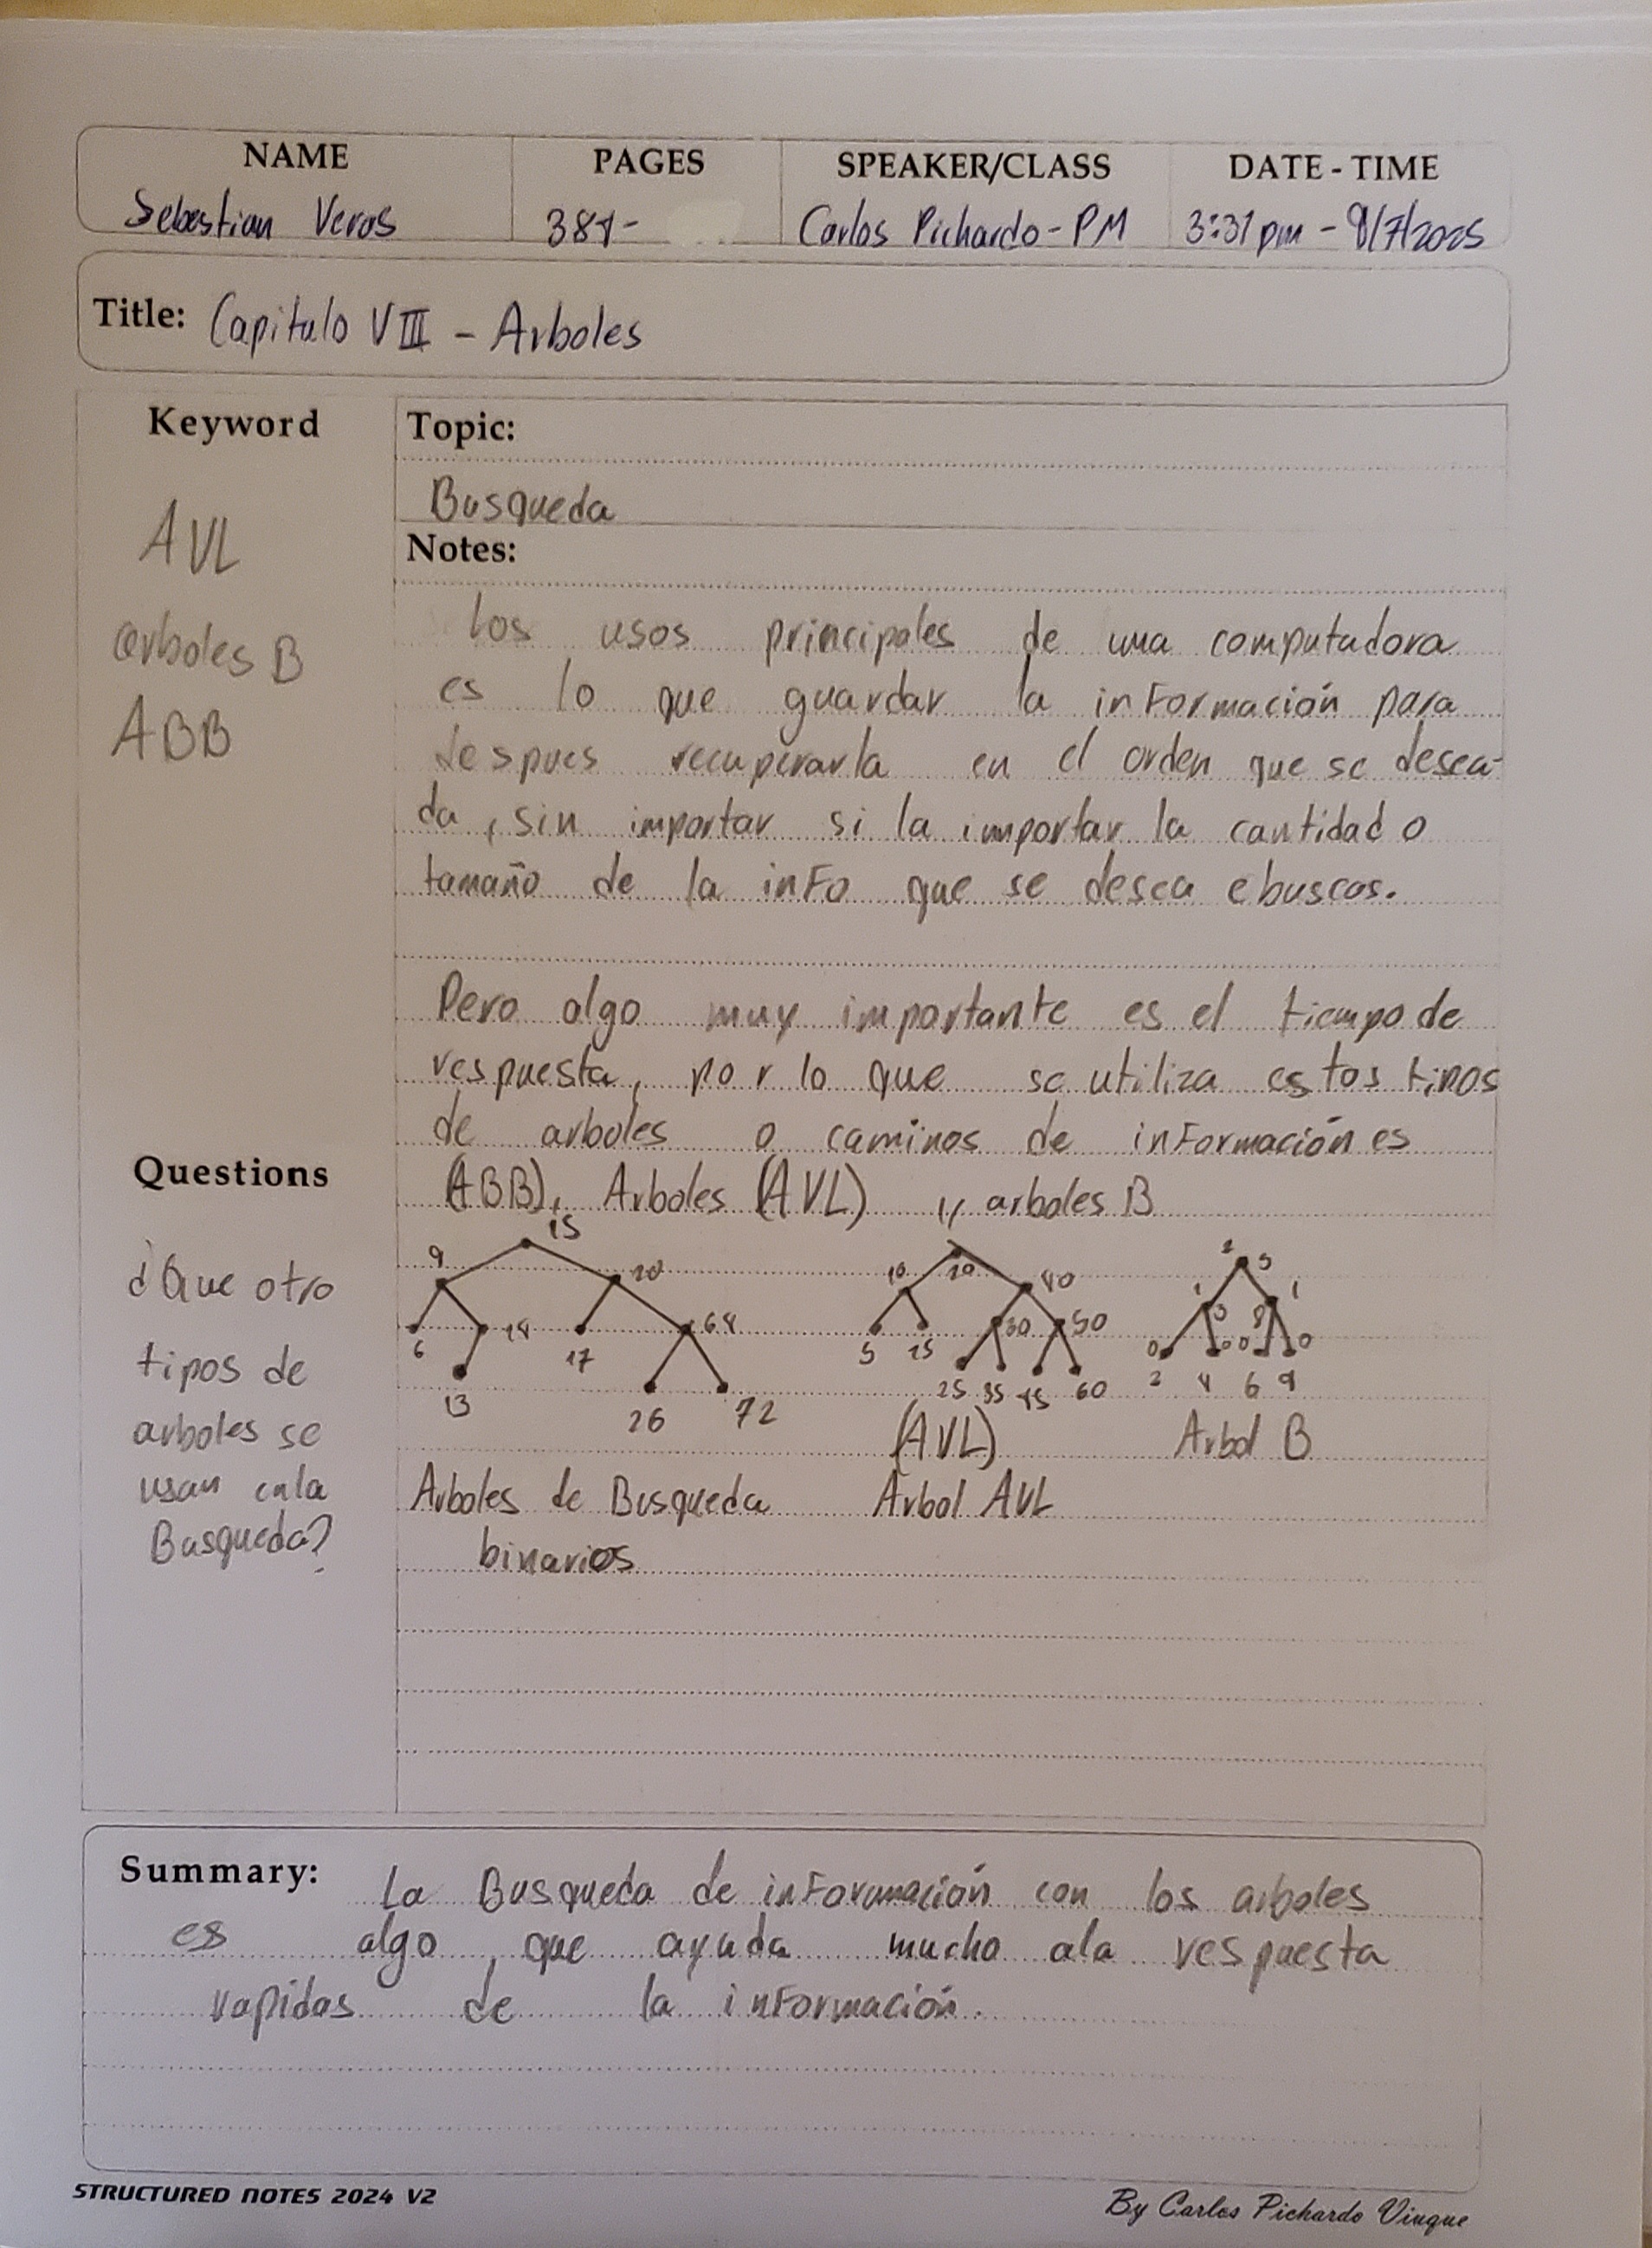 NAME
PAGES
SPEAKER/CLASS
DATE - TIME
Sebastian Veras
381-
Carlos Pichardo - PM
3:31 pm - 9/7/2025
Title: Capitulo VIII - Arboles
Keyword
AVL
arboles B
ABB
Topic:
Busqueda
Notes:
Los usos principales de una computadora
es lo que guardar la información para
despues recuperarla en el orden que se desea-
da, sin importar si la importar la cantidad o
tamaño de la info que se desea ebuscas.
Pero algo muy importante es el tiempo de
respuesta, por lo que se utiliza estos tipos
de arboles o caminos de información es
(ABB), Arboles (AVL) y arboles B
Questions
¿Que otro
tipos de
arboles se
usan enla
Busqueda?
15
9 20
6 14 17 64
13 26 72
20
10 40
5 15 30 50
25 35 45 60
2 5
1 3 8 1
0 0 0 0
2 4 6 9
(AVL) Arbol B
Arboles de Busqueda Arbol AVL
binarios
Summary: La Busqueda de información con los arboles
es algo que ayuda mucho ala respuesta
rapidas de la información.
STRUCTURED NOTES 2024 V2
By Carlos Pichardo Viuque